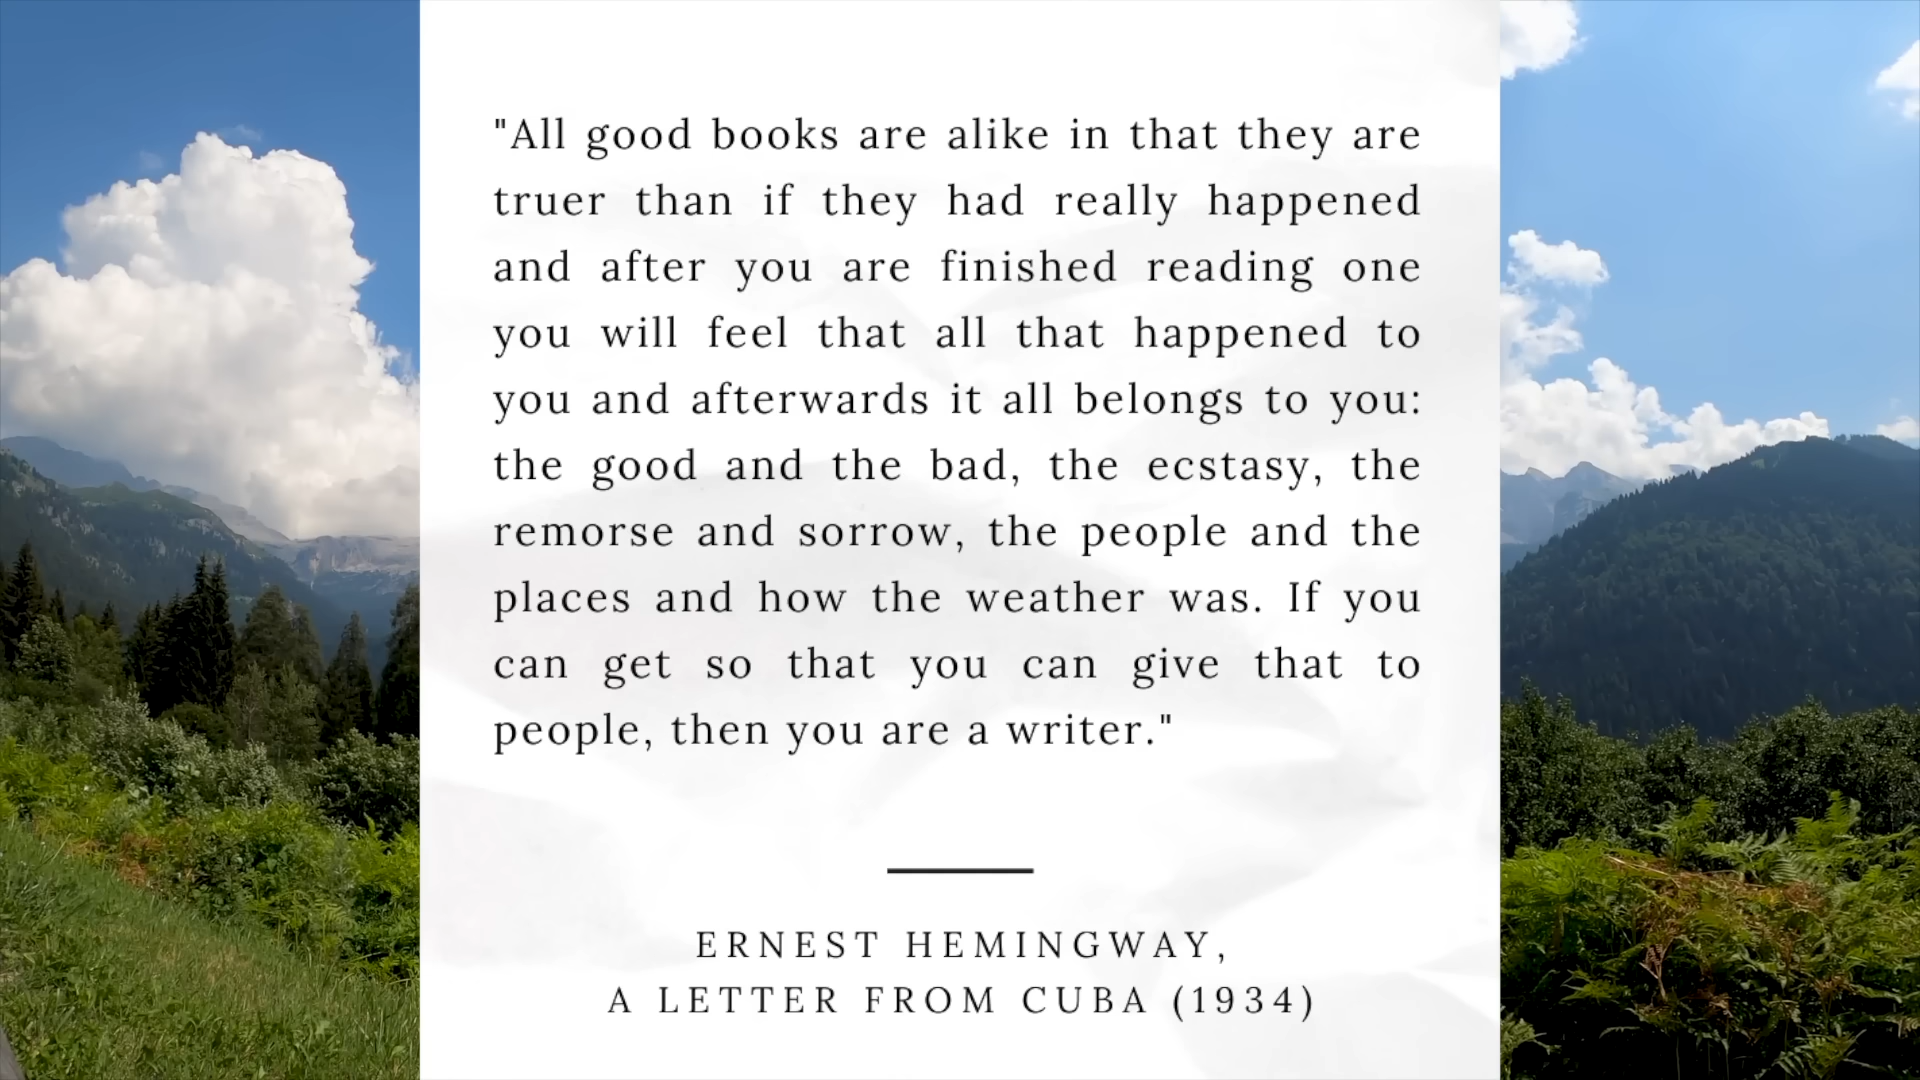 "All good books are alike in that they are
truer than if they had really happened
and after you are finished reading one
you will feel that all that happened to
you and afterwards it all belongs to you:
the good and the bad, the ecstasy, the
remorse and sorrow, the people and the
places and how the weather was. If you
can get so that you can give that to
people, then you are a writer."
ERNEST HEMINGWAY,
A LETTER FROM CUBA (1934)